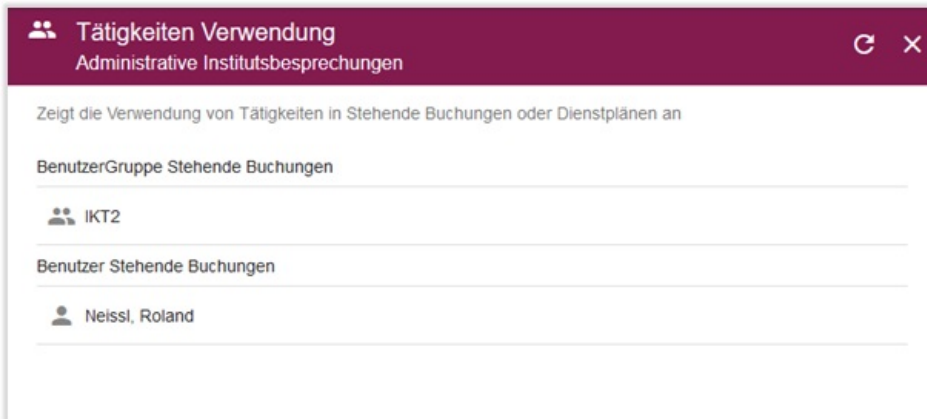 Tätigkeiten Verwendung
Administrative Institutsbesprechungen
Zeigt die Verwendung von Tätigkeiten in Stehende Buchungen oder Dienstplänen an
BenutzerGruppe Stehende Buchungen
IKT2
Benutzer Stehende Buchungen
Neissl, Roland